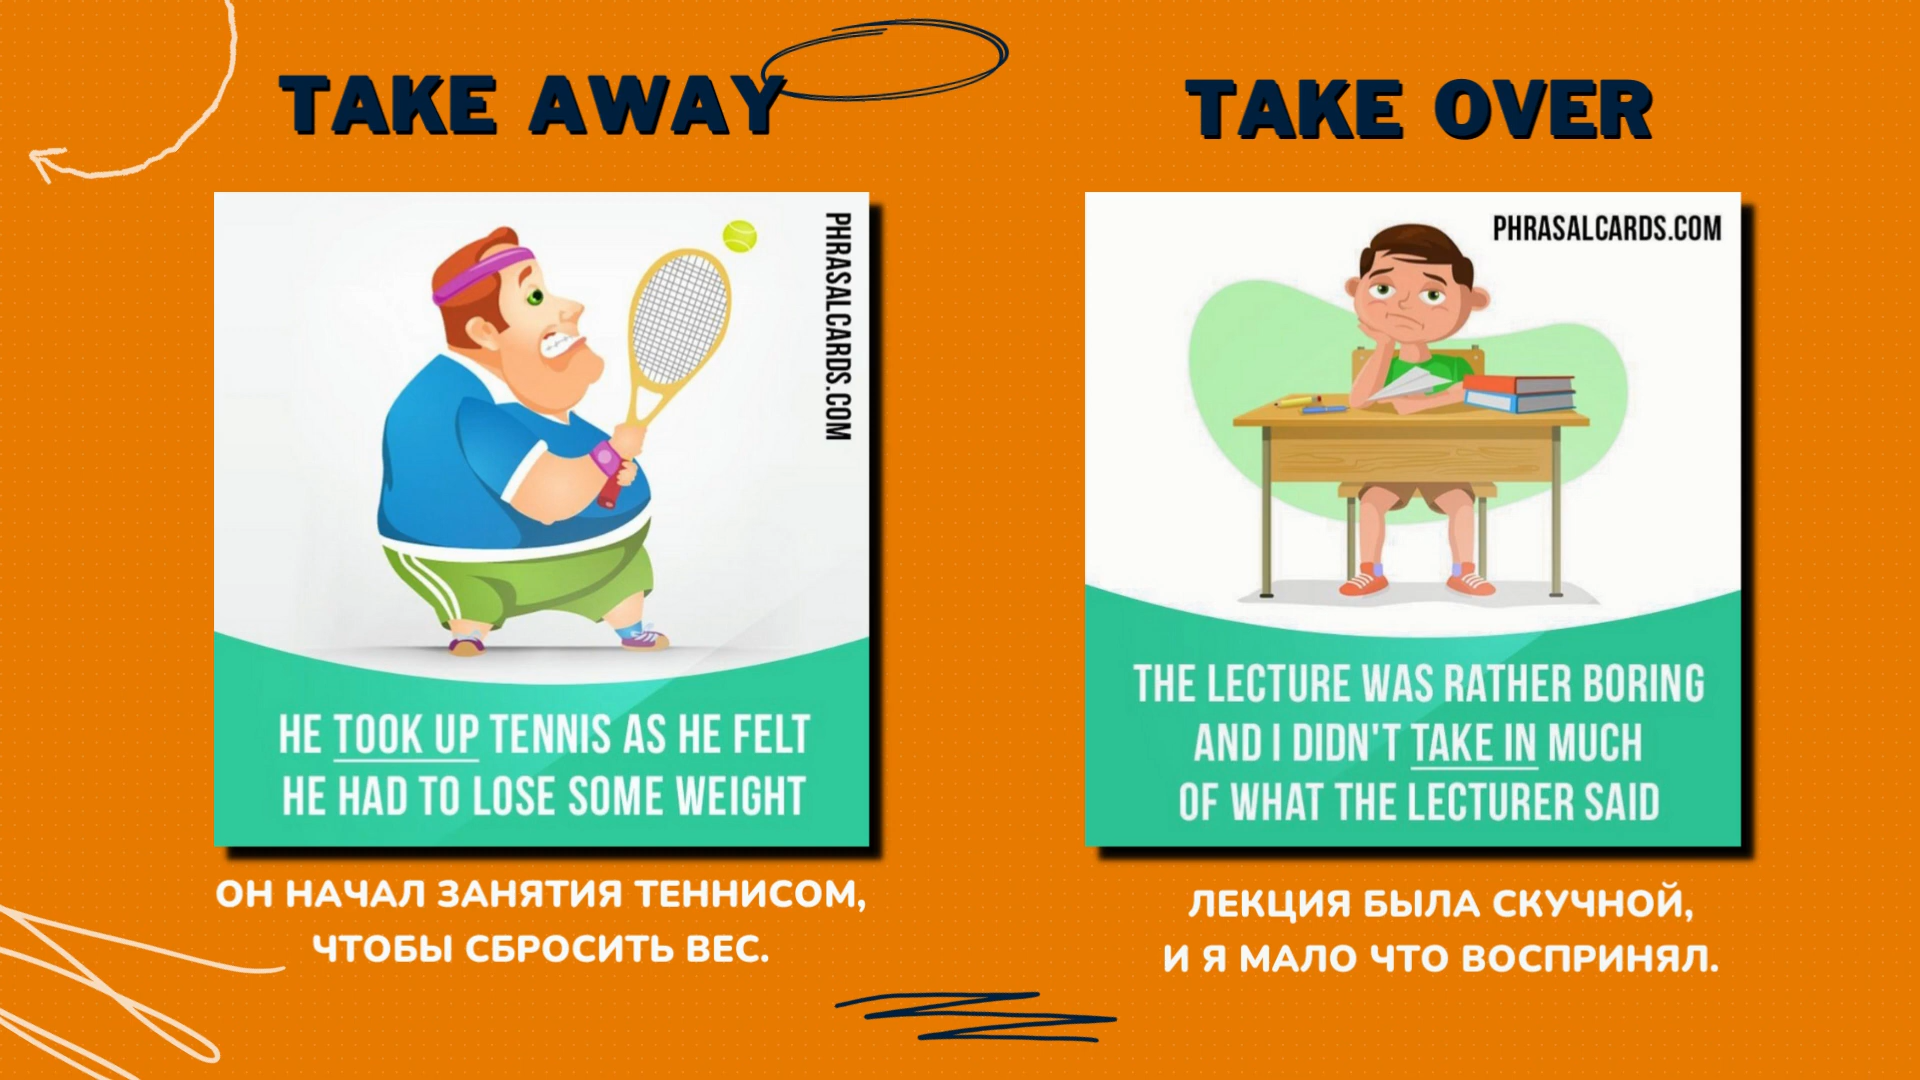 TAKE AWAY
PHRASALCARDS.COM
HE TOOK UP TENNIS AS HE FELT
HE HAD TO LOSE SOME WEIGHT
ОН НАЧАЛ ЗАНЯТИЯ ТЕННИСОМ,
ЧТОБЫ СБРОСИТЬ ВЕС.
TAKE OVER
PHRASALCARDS.COM
THE LECTURE WAS RATHER BORING
AND I DIDN'T TAKE IN MUCH
OF WHAT THE LECTURER SAID
ЛЕКЦИЯ БЫЛА СКУЧНОЙ,
И Я МАЛО ЧТО ВОСПРИНЯЛ.